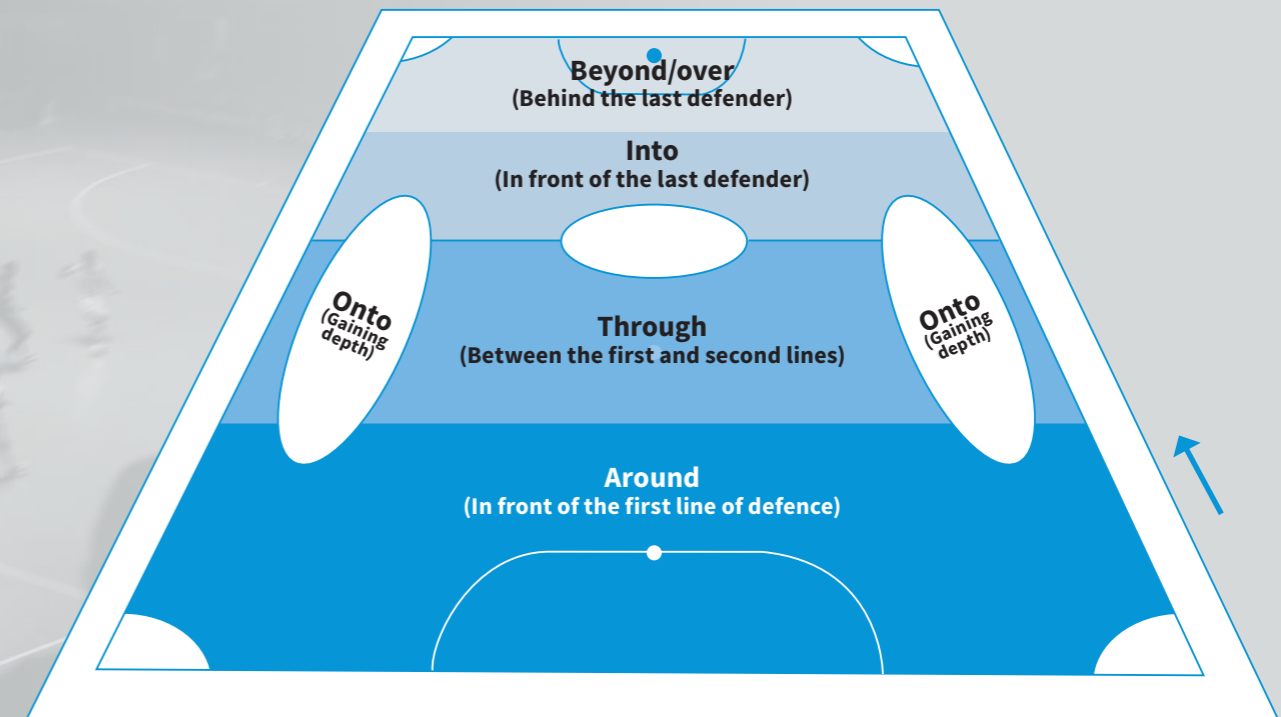 Beyond/over
(Behind the last defender)
Into
(In front of the last defender)
Onto
(Gaining
depth)
Onto
(Gaining
depth)
Through
(Between the first and second lines)
Around
(In front of the first line of defence)